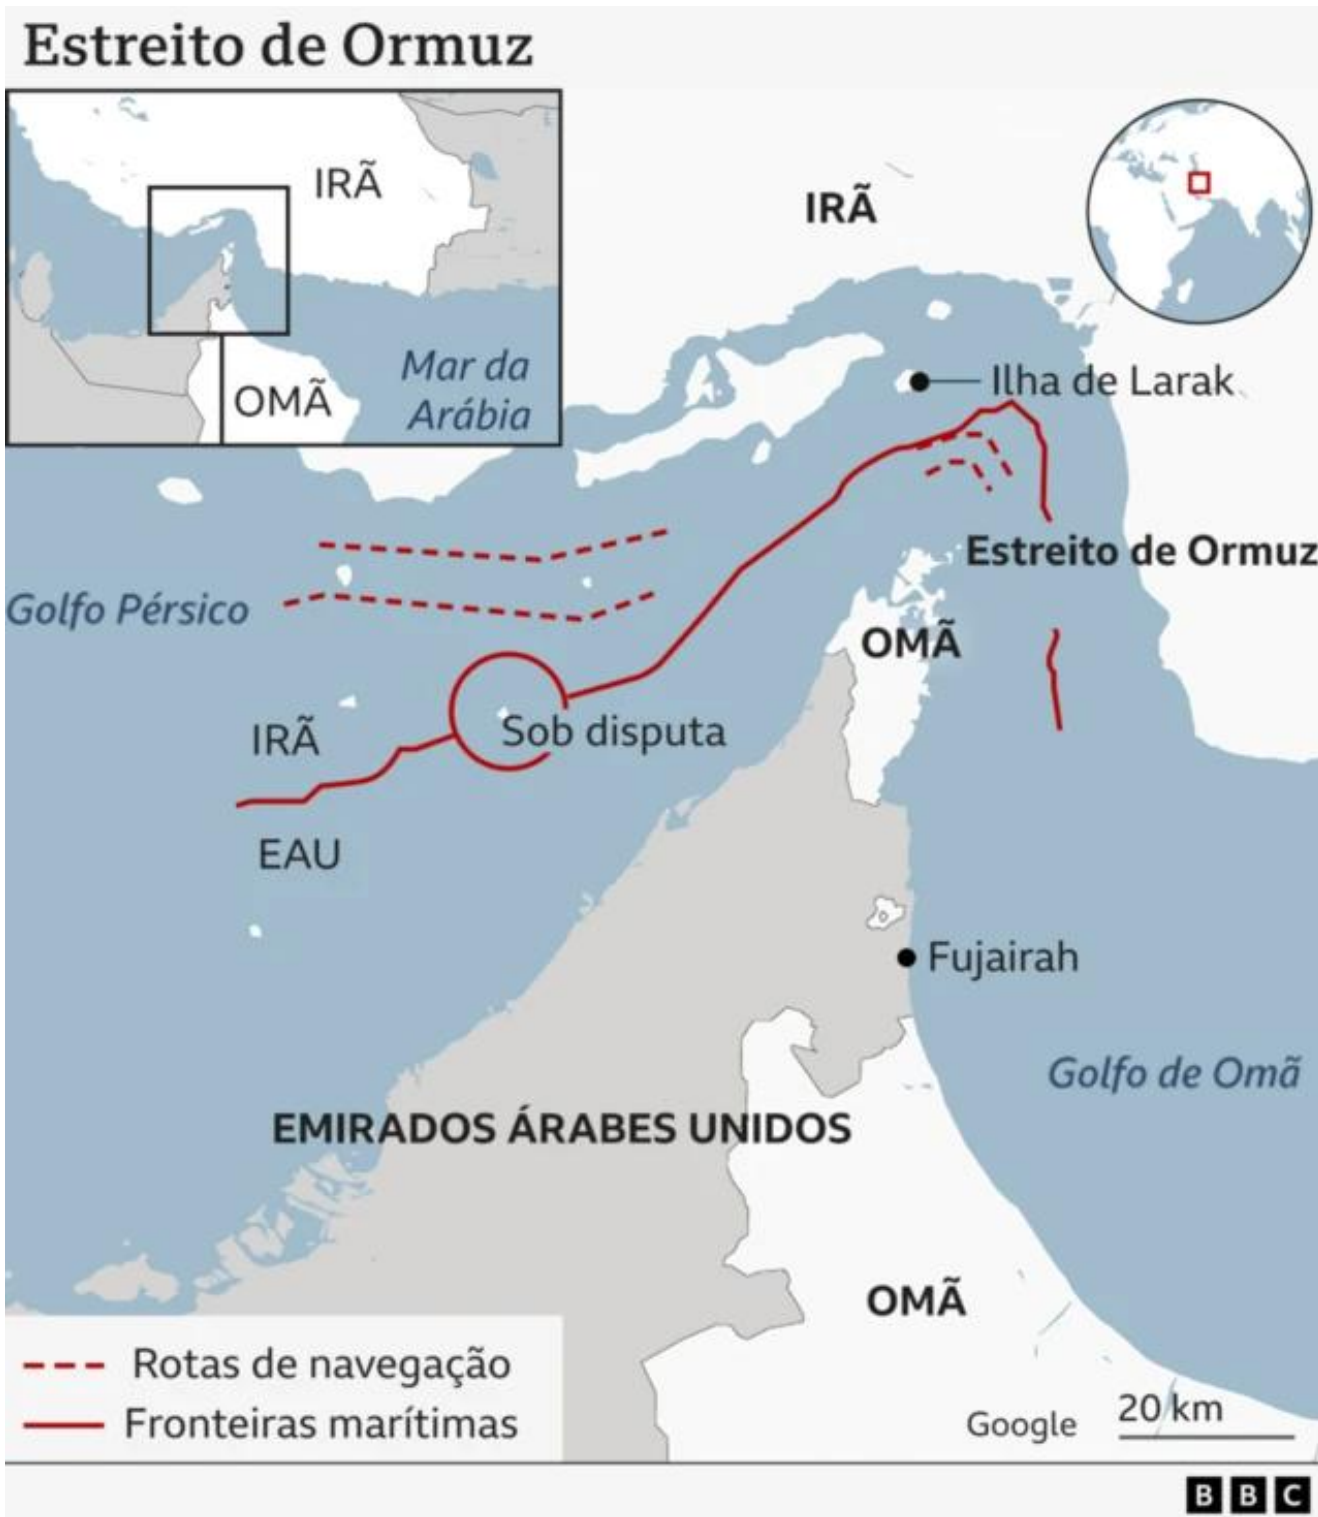 Estreito de Ormuz
IRÃ
OMÃ
Mar da
Arábia
IRÃ
Ilha de Larak
Estreito de Ormuz
Golfo Pérsico
OMÃ
IRÃ
Sob disputa
EAU
Fujairah
Golfo de Omã
EMIRADOS ÁRABES UNIDOS
OMÃ
Rotas de navegação
Fronteiras marítimas
Google
20 km
BBC